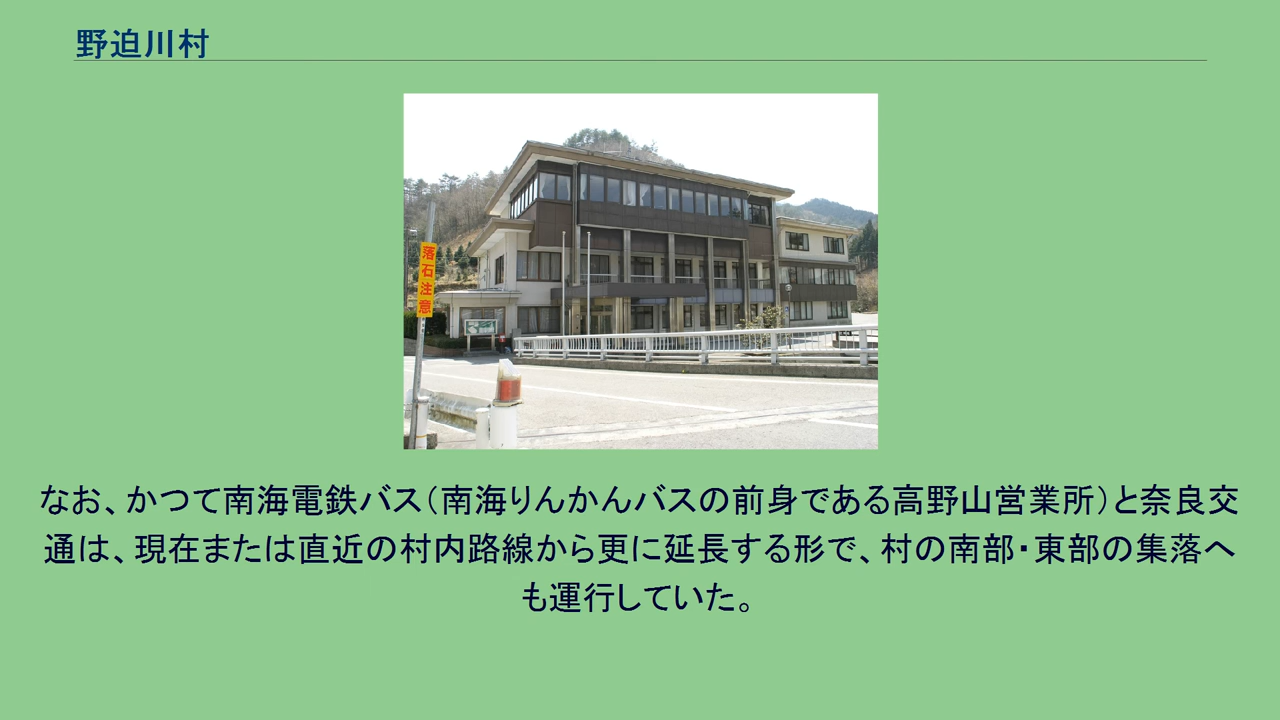 野迫川村
落石注意
なお、かつて南海電鉄バス（南海りんかんバスの前身である高野山営業所）と奈良交
通は、現在または直近の村内路線から更に延長する形で、村の南部・東部の集落へ
も運行していた。